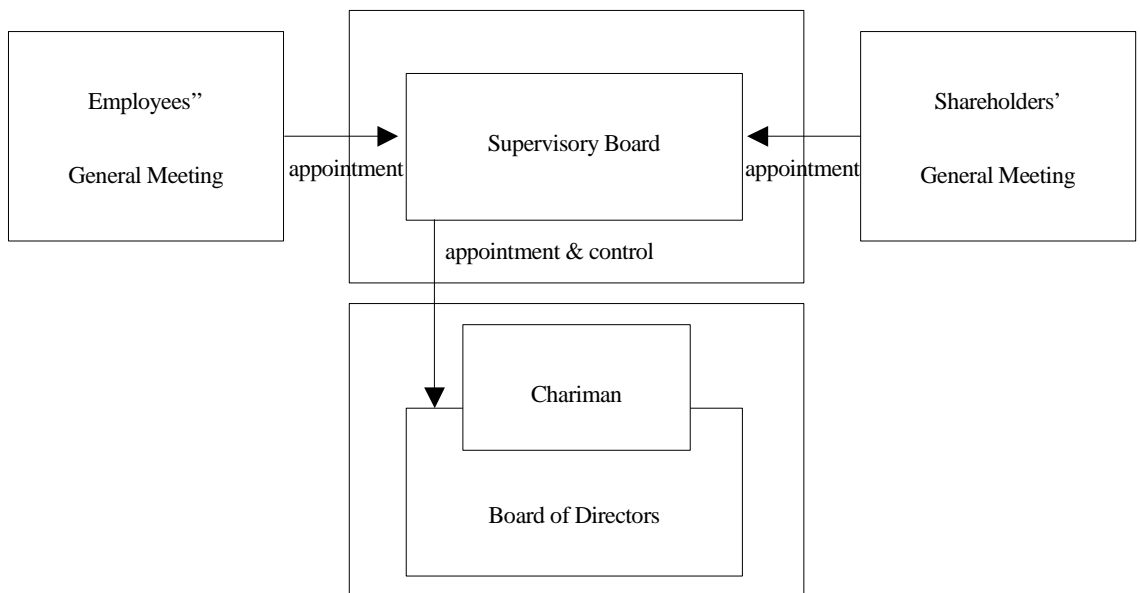 Employees’’
General Meeting
appointment
Supervisory Board
appointment
Shareholders’
General Meeting
appointment & control
Chariman
Board of Directors